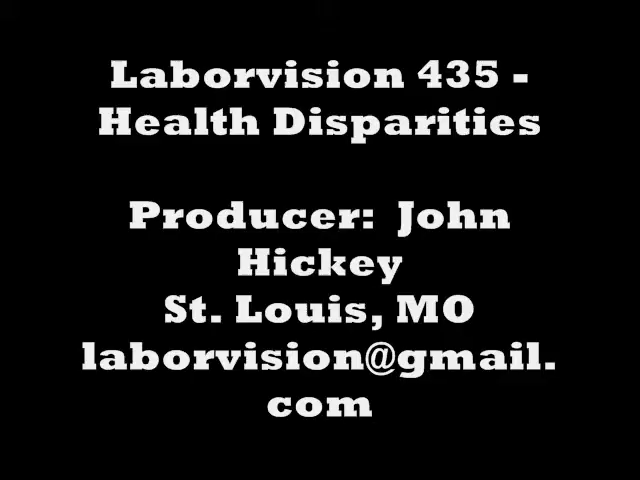 Laborvision 435 -
Health Disparities
Producer:  John
Hickey
St. Louis, MO
laborvision@gmail.
com